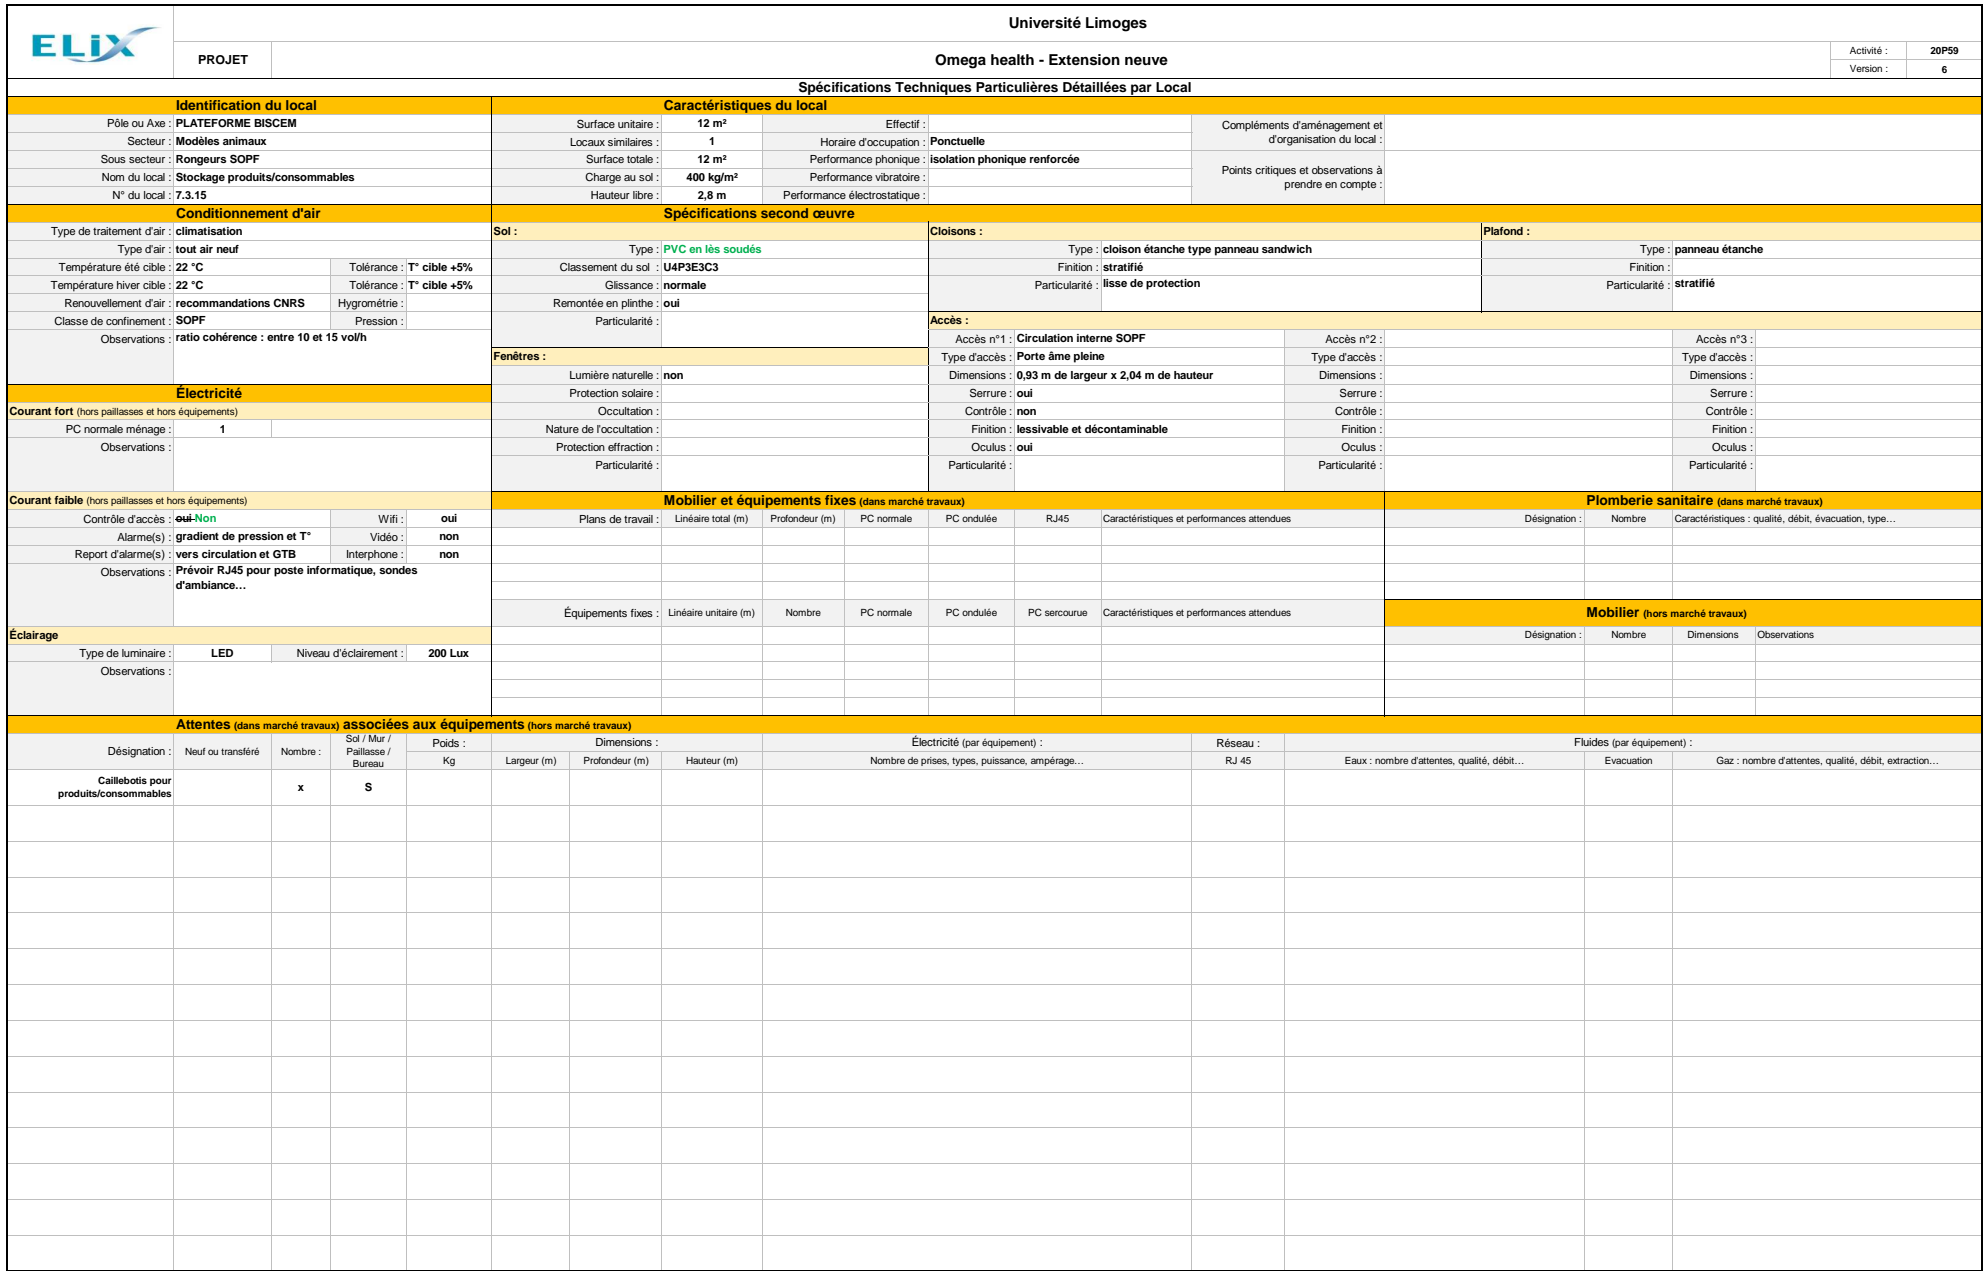 ELiX
Université Limoges
PROJET
Omega health - Extension neuve
Activité : 20P59
Version : 6
Spécifications Techniques Particulières Détaillées par Local
Identification du local
Pôle ou Axe : PLATEFORME BISCEM
Secteur : Modèles animaux
Sous secteur : Rongeurs SOPF
Nom du local : Stockage produits/consommables
N° du local : 7.3.15
Caractéristiques du local
Surface unitaire : 12 m²
Locaux similaires : 1
Surface totale : 12 m²
Charge au sol : 400 kg/m²
Hauteur libre : 2,8 m
Effectif :
Horaire d'occupation : Ponctuelle
Performance phonique : isolation phonique renforcée
Performance vibratoire :
Performance électrostatique :
Compléments d'aménagement et
d'organisation du local :
Points critiques et observations à
prendre en compte :
Conditionnement d'air
Type de traitement d'air : climatisation
Type d'air : tout air neuf
Température été cible : 22 °C Tolérance : T° cible +5%
Température hiver cible : 22 °C Tolérance : T° cible +5%
Renouvellement d'air : recommandations CNRS Hygrométrie :
Classe de confinement : SOPF Pression :
Observations : ratio cohérence : entre 10 et 15 vol/h
Spécifications second œuvre
Sol :
Type : PVC en lès soudés
Classement du sol : U4P3E3C3
Glissance : normale
Remontée en plinthe : oui
Particularité :
Cloisons :
Type : cloison étanche type panneau sandwich
Finition : stratifié
Particularité : lisse de protection
Plafond :
Type : panneau étanche
Finition :
Particularité : stratifié
Fenêtres :
Lumière naturelle : non
Protection solaire :
Occultation :
Nature de l'occultation :
Protection effraction :
Particularité :
Accès :
Accès n°1 : Circulation interne SOPF
Type d'accès : Porte âme pleine
Dimensions : 0,93 m de largeur x 2,04 m de hauteur
Serrure : oui
Contrôle : non
Finition : lessivable et décontaminable
Oculus : oui
Particularité :
Accès n°2 :
Type d'accès :
Dimensions :
Serrure :
Contrôle :
Finition :
Oculus :
Particularité :
Accès n°3 :
Type d'accès :
Dimensions :
Serrure :
Contrôle :
Finition :
Oculus :
Particularité :
Électricité
Courant fort (hors paillasses et hors équipements)
PC normale ménage : 1
Observations :
Courant faible (hors paillasses et hors équipements)
Contrôle d'accès : oui Non Wifi : oui
Alarme(s) : gradient de pression et T° Vidéo : non
Report d'alarme(s) : vers circulation et GTB Interphone : non
Observations : Prévoir RJ45 pour poste informatique, sondes
d'ambiance…
Éclairage
Type de luminaire : LED Niveau d'éclairement : 200 Lux
Observations :
Mobilier et équipements fixes (dans marché travaux)
Plans de travail : Linéaire total (m) Profondeur (m) PC normale PC ondulée RJ45 Caractéristiques et performances attendues
Équipements fixes : Linéaire unitaire (m) Nombre PC normale PC ondulée PC sercourue Caractéristiques et performances attendues
Plomberie sanitaire (dans marché travaux)
Désignation : Nombre Caractéristiques : qualité, débit, évacuation, type…
Mobilier (hors marché travaux)
Désignation : Nombre Dimensions Observations
Attentes (dans marché travaux) associées aux équipements (hors marché travaux)
Désignation : Neuf ou transféré Nombre :
Sol / Mur /
Paillasse /
Bureau
Poids :
Kg
Dimensions :
Largeur (m) Profondeur (m) Hauteur (m)
Électricité (par équipement) :
Nombre de prises, types, puissance, ampérage…
Réseau :
RJ 45
Fluides (par équipement) :
Eaux : nombre d'attentes, qualité, débit… Evacuation Gaz : nombre d'attentes, qualité, débit, extraction…
Caillebotis pour
produits/consommables x S